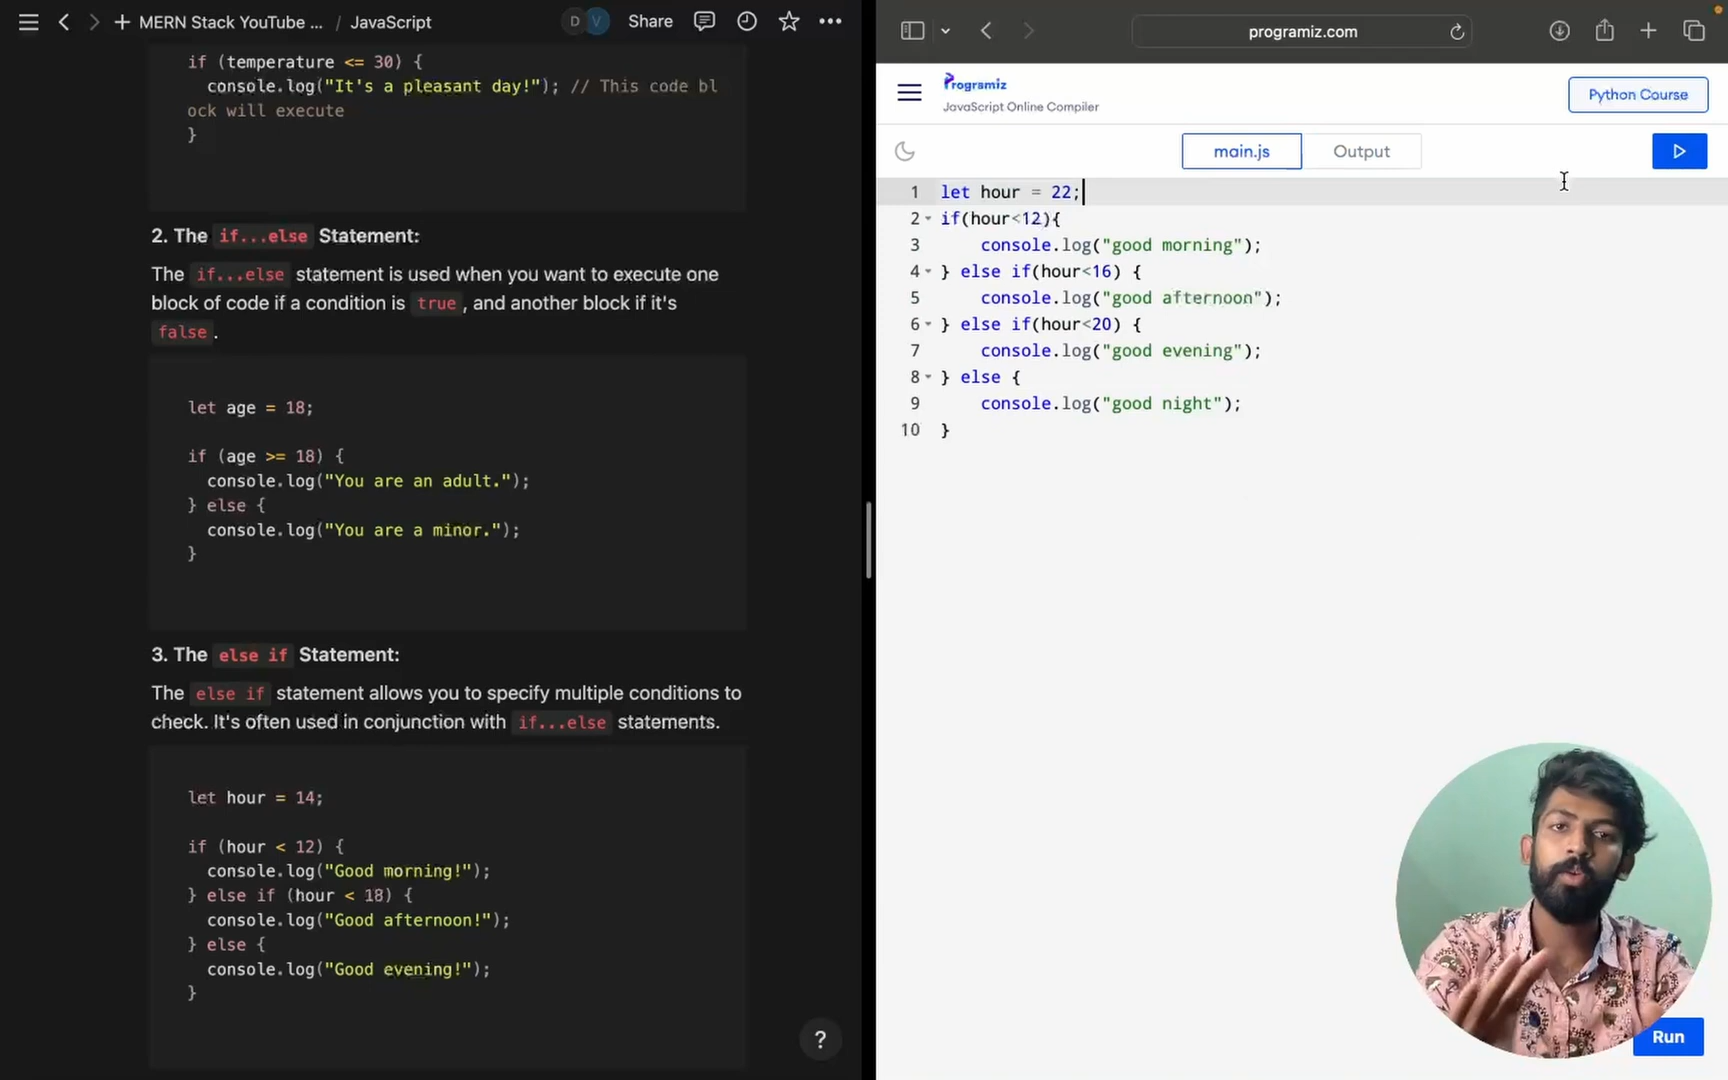 MERN Stack YouTube ... / JavaScript
D V Share
if (temperature <= 30) {
console.log("It's a pleasant day!"); // This code bl
ock will execute
}
2. The if...else Statement:
The if...else statement is used when you want to execute one
block of code if a condition is true , and another block if it's
false .
let age = 18;
if (age >= 18) {
console.log("You are an adult.");
} else {
console.log("You are a minor.");
}
3. The else if Statement:
The else if statement allows you to specify multiple conditions to
check. It's often used in conjunction with if...else statements.
let hour = 14;
if (hour < 12) {
console.log("Good morning!");
} else if (hour < 18) {
console.log("Good afternoon!");
} else {
console.log("Good evening!");
}
?
programiz.com
Programiz
JavaScript Online Compiler
Python Course
main.js
Output
1 let hour = 22;
2 if(hour<12){
3 console.log("good morning");
4 } else if(hour<16) {
5 console.log("good afternoon");
6 } else if(hour<20) {
7 console.log("good evening");
8 } else {
9 console.log("good night");
10 }
Run